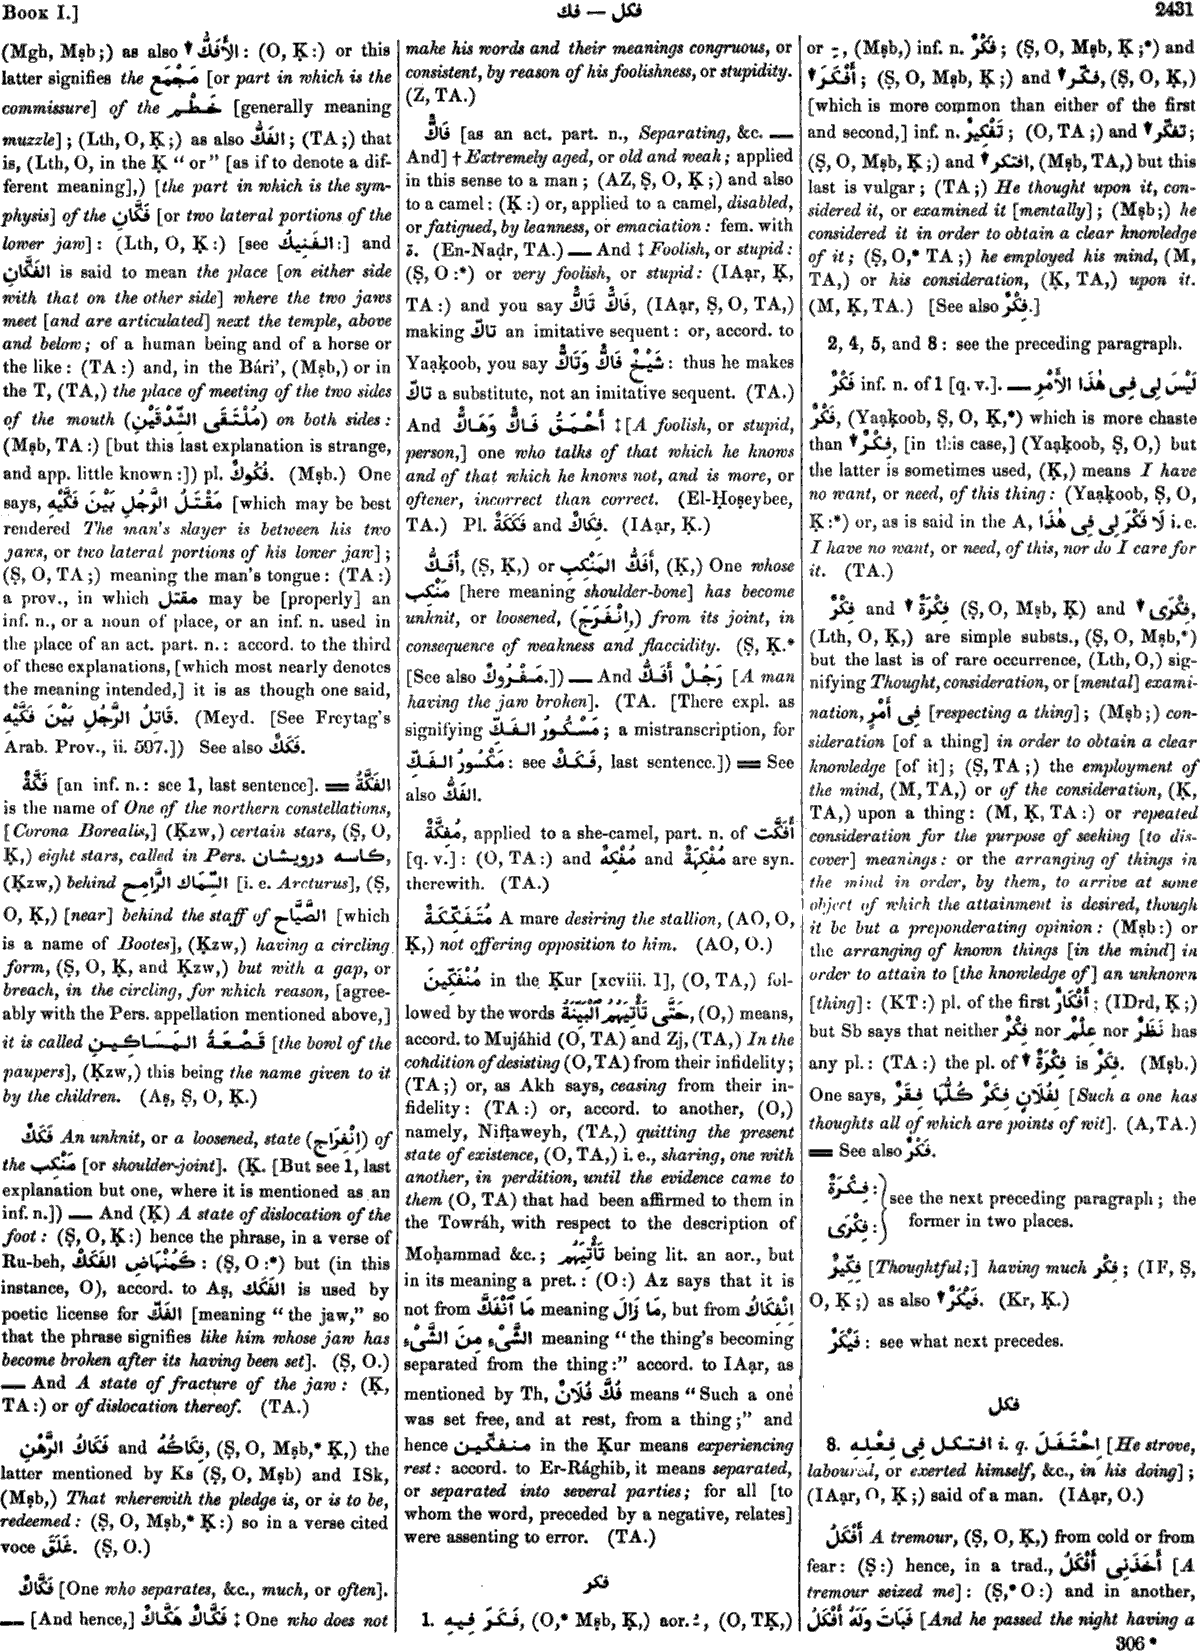 Book I.]
فكل — فك
2431
(Mgh, Mṣb;) as also ▼ الأَفَكُّ: (O, Ḳ:) or this
latter signifies the مَجْمَع [or part in which is the
commissure] of the خَطْم [generally meaning
muzzle]; (Lth, O, Ḳ;) as also الفَكُّ; (TA;) that
is, (Lth, O, in the Ḳ “or” [as if to denote a dif-
ferent meaning],) [the part in which is the sym-
physis] of the فَكَّانِ [or two lateral portions of the
lower jaw]: (Lth, O, Ḳ:) [see الفَنِيكُ:] and
الفَكَّانِ is said to mean the place [on either side
with that on the other side] where the two jaws
meet [and are articulated] next the temple, above
and below; of a human being and of a horse or
the like: (TA:) and, in the Bári’, (Mṣb,) or in
the T, (TA,) the place of meeting of the two sides
of the mouth (مُلْتَقَى الشِّدْقَيْنِ) on both sides:
(Mṣb, TA:) [but this last explanation is strange,
and app. little known:]) pl. فُكُوكٌ. (Mṣb.) One
says, مَقْتَلُ الرَّجُلِ بَيْنَ فَكَّيْهِ [which may be best
rendered The man’s slayer is between his two
jaws, or two lateral portions of his lower jaw];
(Ṣ, O, TA;) meaning the man’s tongue: (TA:)
a prov., in which مقتل may be [properly] an
inf. n., or a noun of place, or an inf. n. used in
the place of an act. part. n.: accord. to the third
of these explanations, [which most nearly denotes
the meaning intended,] it is as though one said,
قَاتِلُ الرَّجُلِ بَيْنَ فَكَّيْهِ. (Meyd. [See Freytag’s
Arab. Prov., ii. 597.]) See also فَكَكٌ.
فَكَّةٌ [an inf. n.: see 1, last sentence]. ═ الفَكَّةُ
is the name of One of the northern constellations,
[Corona Borealis,] (Ḳzw,) certain stars, (Ṣ, O,
Ḳ,) eight stars, called in Pers. كاسه درويشان,
(Ḳzw,) behind السِّمَاك الرَّامِح [i. e. Arcturus], (Ṣ,
O, Ḳ,) [near] behind the staff of الصَّيَّاح [which
is a name of Bootes], (Ḳzw,) having a circling
form, (Ṣ, O, Ḳ, and Ḳzw,) but with a gap, or
breach, in the circling, for which reason, [agree-
ably with the Pers. appellation mentioned above,]
it is called قَصْعَةُ المَسَاكِينِ [the bowl of the
paupers], (Ḳzw,) this being the name given to it
by the children. (Aṣ, Ṣ, O, Ḳ.)
فَكَكٌ An unknit, or a loosened, state (اِنْفِرَاج) of
the مَنْكِب [or shoulder-joint]. (Ḳ. [But see 1, last
explanation but one, where it is mentioned as an
inf. n.]) — And (Ḳ) A state of dislocation of the
foot: (Ṣ, O, Ḳ:) hence the phrase, in a verse of
Ru-beh, كَمُنْهَاضِ الفَكَكْ: (Ṣ, O:*) but (in this
instance, O), accord. to Aṣ, الفَكَك is used by
poetic license for الفَكّ [meaning “the jaw,” so
that the phrase signifies like him whose jaw has
become broken after its having been set]. (Ṣ, O.)
— And A state of fracture of the jaw: (Ḳ,
TA:) or of dislocation thereof. (TA.)
فَكَاكُ الرَّهْنِ and فِكَاكُهُ, (Ṣ, O, Mṣb,* Ḳ,) the
latter mentioned by Ks (Ṣ, O, Mṣb) and ISk,
(Mṣb,) That wherewith the pledge is, or is to be,
redeemed: (Ṣ, O, Mṣb,* Ḳ:) so in a verse cited
voce غَلَقَ. (Ṣ, O.)
فَكَّاكٌ [One who separates, &c., much, or often].
— [And hence,] فَكَّاكٌ هَكَّاكٌ ‡ One who does not
make his words and their meanings congruous, or
consistent, by reason of his foolishness, or stupidity.
(Z, TA.)
فَاكٌّ [as an act. part. n., Separating, &c. —
And] † Extremely aged, or old and weak; applied
in this sense to a man; (AZ, Ṣ, O, Ḳ;) and also
to a camel: (Ḳ:) or, applied to a camel, disabled,
or fatigued, by leanness, or emaciation: fem. with
ة. (En-Naḍr, TA.) — And ‡ Foolish, or stupid:
(Ṣ, O:*) or very foolish, or stupid: (IAạr, Ḳ,
TA:) and you say فَاكٌّ تَاكٌّ, (IAạr, Ṣ, O, TA,)
making تاكّ an imitative sequent: or, accord. to
Yaạḳoob, you say شَيْخٌ فَاكٌّ وَتَاكٌّ: thus he makes
تاكّ a substitute, not an imitative sequent. (TA.)
And أَحْمَقُ فَاكٌّ وَهَاكٌّ ‡ [A foolish, or stupid,
person,] one who talks of that which he knows
and of that which he knows not, and is more, or
oftener, incorrect than correct. (El-Ḥoṣeybee,
TA.) Pl. فَكَكَةٌ and فِكَاكٌ. (IAạr, Ḳ.)
أَفَكُّ, (Ṣ, Ḳ,) or أَفَكُّ المَنْكِبِ, (Ḳ,) One whose
مَنْكِب [here meaning shoulder-bone] has become
unknit, or loosened, (اِنْفَرَجَ,) from its joint, in
consequence of weakness and flaccidity. (Ṣ, Ḳ.*
[See also مَفْرُوكٌ.]) — And رَجُلٌ أَفَكُّ [A man
having the jaw broken]. (TA. [There expl. as
signifying مَسْكُورُ الفَكِّ; a mistranscription, for
مَكْسُورُ الفَكِّ: see فَكَكٌ, last sentence.]) ═ See
also الفَكُّ.
مُفِكَّةٌ, applied to a she-camel, part. n. of أَفَكَّت
[q. v.]: (O, TA:) and مُفْكِهٌ and مُفْكِهَةٌ are syn.
therewith. (TA.)
مُتَفَكِّكَةٌ A mare desiring the stallion, (AO, O,
Ḳ,) not offering opposition to him. (AO, O.)
مُنْفَكِّينَ in the Ḳur [xcviii. 1], (O, TA,) fol-
lowed by the words حَتَّى تَأْتِيَهُمُ ٱلْبَيِّنَةُ, (O,) means,
accord. to Mujáhid (O, TA) and Zj, (TA,) In the
condition of desisting (O, TA) from their infidelity;
(TA;) or, as Akh says, ceasing from their in-
fidelity: (TA:) or, accord. to another, (O,)
namely, Nifṭaweyh, (TA,) quitting the present
state of existence, (O, TA,) i. e., sharing, one with
another, in perdition, until the evidence came to
them (O, TA) that had been affirmed to them in
the Towráh, with respect to the description of
Moḥammad &c.; تَأْتِيَهُم being lit. an aor., but
in its meaning a pret.: (O:) Az says that it is
not from مَا ٱنْفَكَّ meaning مَا زَالَ, but from انْفِكَاكُ
الشَّىْءِ مِنَ الشَّىْءِ meaning “the thing’s becoming
separated from the thing:” accord. to IAạr, as
mentioned by Th, فُكَّ فُلَانٌ means “Such a one
was set free, and at rest, from a thing;” and
hence منفكّين in the Ḳur means experiencing
rest: accord. to Er-Rághib, it means separated,
or separated into several parties; for all [to
whom the word, preceded by a negative, relates]
were assenting to error. (TA.)
فكر
1. فَكَرَ فِيهِ, (O,* Mṣb, Ḳ,) aor. ـُ, (O, TḲ,)
or ـِ, (Mṣb,) inf. n. فَكْرٌ; (Ṣ, O, Mṣb, Ḳ;*) and
▼ أَفْكَرَ; (Ṣ, O, Mṣb, Ḳ;) and ▼ فكّر, (Ṣ, O, Ḳ,)
[which is more common than either of the first
and second,] inf. n. تَفْكِيرٌ; (O, TA;) and ▼ تفكّر;
(Ṣ, O, Mṣb, Ḳ;) and ▼ افتكر, (Mṣb, TA,) but this
last is vulgar; (TA;) He thought upon it, con-
sidered it, or examined it [mentally]; (Mṣb;) he
considered it in order to obtain a clear knowledge
of it; (Ṣ, O,* TA;) he employed his mind, (M,
TA,) or his consideration, (Ḳ, TA,) upon it.
(M, Ḳ, TA.) [See also فِكْرٌ.]
2, 4, 5, and 8: see the preceding paragraph.
فَكْرٌ inf. n. of 1 [q. v.]. — لَيْسَ لِى فِى هٰذَا الأَمْرِ
فَكْرٌ, (Yaạḳoob, Ṣ, O, Ḳ,*) which is more chaste
than ▼ فِكْرٌ, [in this case,] (Yaạḳoob, Ṣ, O,) but
the latter is sometimes used, (Ḳ,) means I have
no want, or need, of this thing: (Yaạḳoob, Ṣ, O,
Ḳ:*) or, as is said in the A, لَا فَكْرَ لِى فِى هٰذَا i. e.
I have no want, or need, of this, nor do I care for
it. (TA.)
فِكْرٌ and ▼ فِكْرَةٌ (Ṣ, O, Mṣb, Ḳ) and ▼ فِكْرَى,
(Lth, O, Ḳ,) are simple substs., (Ṣ, O, Mṣb,*)
but the last is of rare occurrence, (Lth, O,) sig-
nifying Thought, consideration, or [mental] exami-
nation, فِى أَمْرٍ [respecting a thing]; (Mṣb;) con-
sideration [of a thing] in order to obtain a clear
knowledge [of it]; (Ṣ, TA;) the employment of
the mind, (M, TA,) or of the consideration, (Ḳ,
TA,) upon a thing: (M, Ḳ, TA:) or repeated
consideration for the purpose of seeking [to dis-
cover] meanings: or the arranging of things in
the mind in order, by them, to arrive at some
object of which the attainment is desired, though
it be but a preponderating opinion: (Mṣb:) or
the arranging of known things [in the mind] in
order to attain to [the knowledge of] an unknown
[thing]: (KT:) pl. of the first أَفْكَارٌ: (IDrd, Ḳ;)
but Sb says that neither فِكْرٌ nor عِلْمٌ nor نَظَرٌ has
any pl.: (TA:) the pl. of ▼ فِكْرَةٌ is فِكَرٌ. (Mṣb.)
One says, لِفُلَانٍ فِكَرٌ كُلُّهَا فِقَرٌ [Such a one has
thoughts all of which are points of wit]. (A, TA.)
═ See also فَكْرٌ.
فِكْرَةٌ: } see the next preceding paragraph; the
فِكْرَى: } former in two places.
فِكِّيرٌ [Thoughtful;] having much فِكْر; (IF, Ṣ,
O, Ḳ;) as also ▼ فَيْكَرٌ. (Kr, Ḳ.)
فَيْكَرٌ: see what next precedes.
فكل
8. افتكل فِى فِعْلِهِ i. q. اِحْتَفَلَ [He strove,
laboured, or exerted himself, &c., in his doing];
(IAạr, O, Ḳ;) said of a man. (IAạr, O.)
أَفْكَلٌ A tremour, (Ṣ, O, Ḳ,) from cold or from
fear: (Ṣ:) hence, in a trad., أَخَذَنِى أَفْكَلٌ [A
tremour seized me]: (Ṣ,* O:) and in another,
فَبَاتَ وَلَهُ أَفْكَلٌ [And he passed the night having a
306 *